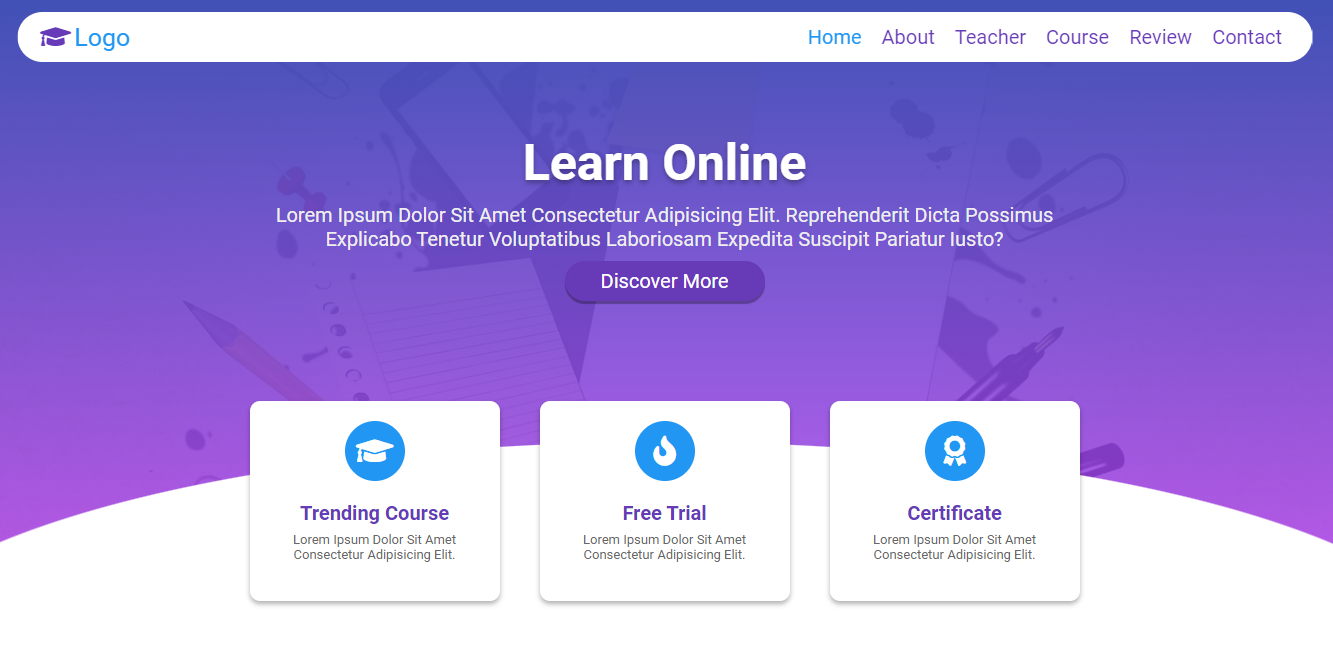 Logo
Home About Teacher Course Review Contact
Learn Online
Lorem Ipsum Dolor Sit Amet Consectetur Adipisicing Elit. Reprehenderit Dicta Possimus
Explicabo Tenetur Voluptatibus Laboriosam Expedita Suscipit Pariatur Iusto?
Discover More
Trending Course
Lorem Ipsum Dolor Sit Amet
Consectetur Adipisicing Elit.
Free Trial
Lorem Ipsum Dolor Sit Amet
Consectetur Adipisicing Elit.
Certificate
Lorem Ipsum Dolor Sit Amet
Consectetur Adipisicing Elit.